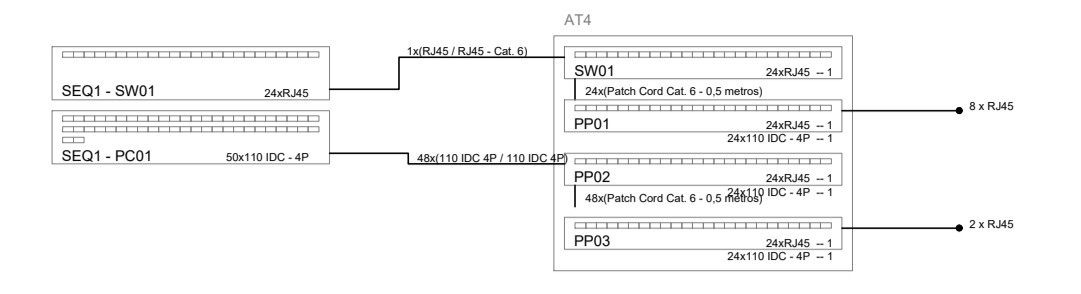 AT4
1x(RJ45 / RJ45 - Cat. 6)
SEQ1 - SW01
24xRJ45
SW01
24xRJ45 -- 1
24x(Patch Cord Cat. 6 - 0,5 metros)
PP01
24xRJ45 -- 1
24x110 IDC - 4P -- 1
8 x RJ45
SEQ1 - PC01
50x110 IDC - 4P
48x(110 IDC 4P / 110 IDC 4P)
PP02
24xRJ45 -- 1
24x110 IDC - 4P -- 1
48x(Patch Cord Cat. 6 - 0,5 metros)
PP03
24xRJ45 -- 1
24x110 IDC - 4P -- 1
2 x RJ45